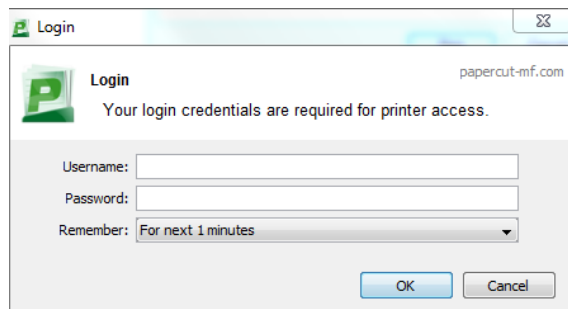 Login
papercut-mf.com
Login
Your login credentials are required for printer access.
Username:
Password:
Remember: For next 1 minutes
OK Cancel